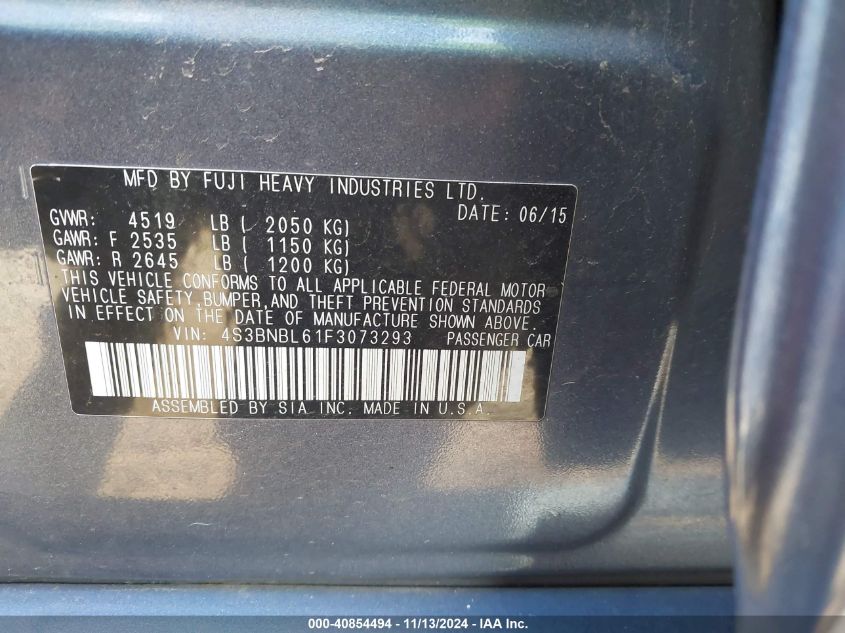 MFD BY FUJI HEAVY INDUSTRIES LTD.
DATE: 06/15
GVWR: 4519 LB ( 2050 KG)
GAWR: F 2535 LB ( 1150 KG)
GAWR: R 2645 LB ( 1200 KG)
THIS VEHICLE CONFORMS TO ALL APPLICABLE FEDERAL MOTOR
VEHICLE SAFETY, BUMPER, AND THEFT PREVENTION STANDARDS
IN EFFECT ON THE DATE OF MANUFACTURE SHOWN ABOVE.
VIN: 4S3BNBL61F3073293 PASSENGER CAR
ASSEMBLED BY SIA INC. MADE IN U.S.A.
000-40854494 - 11/13/2024 - IAAI.com